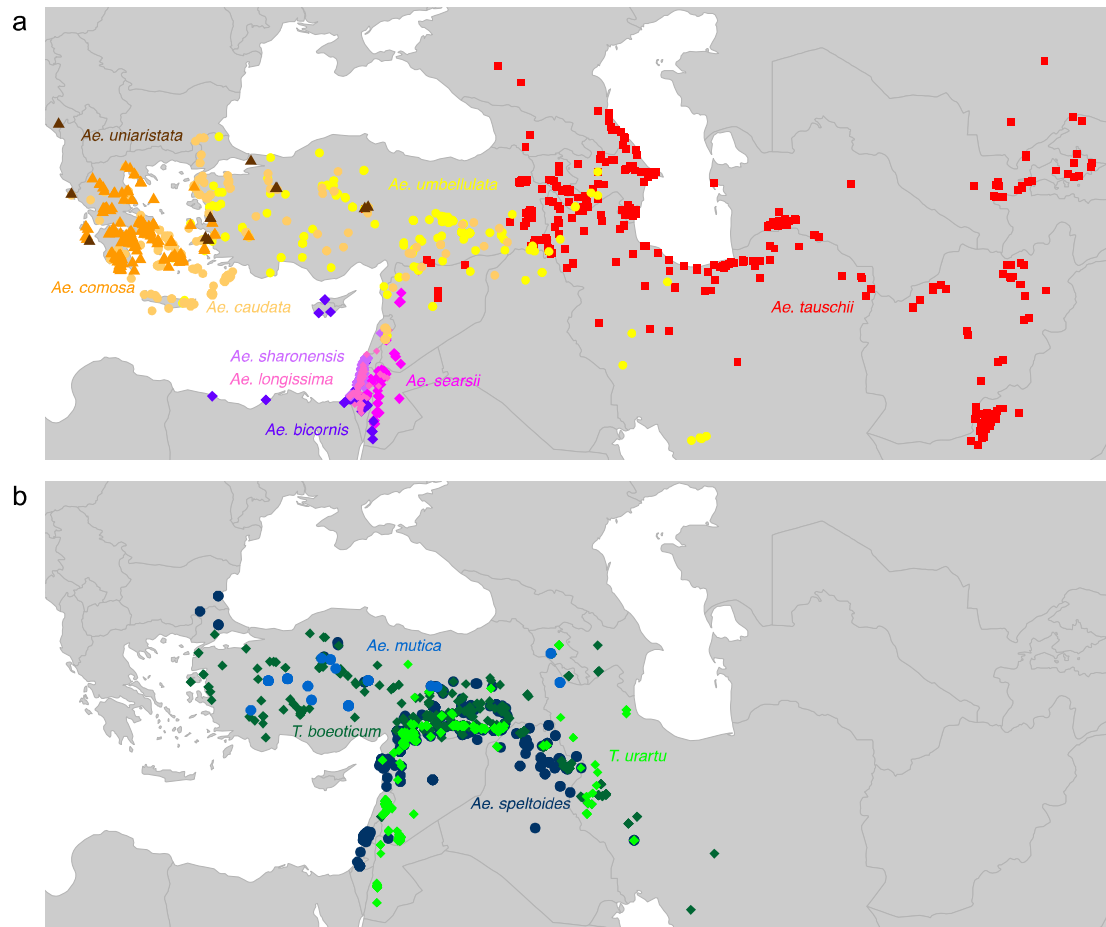 a
Ae. uniaristata
Ae. umbellulata
Ae. comosa
Ae. caudata
Ae. tauschii
Ae. sharonensis
Ae. longissima
Ae. searsii
Ae. bicornis
b
Ae. mutica
T. boeoticum
T. urartu
Ae. speltoides